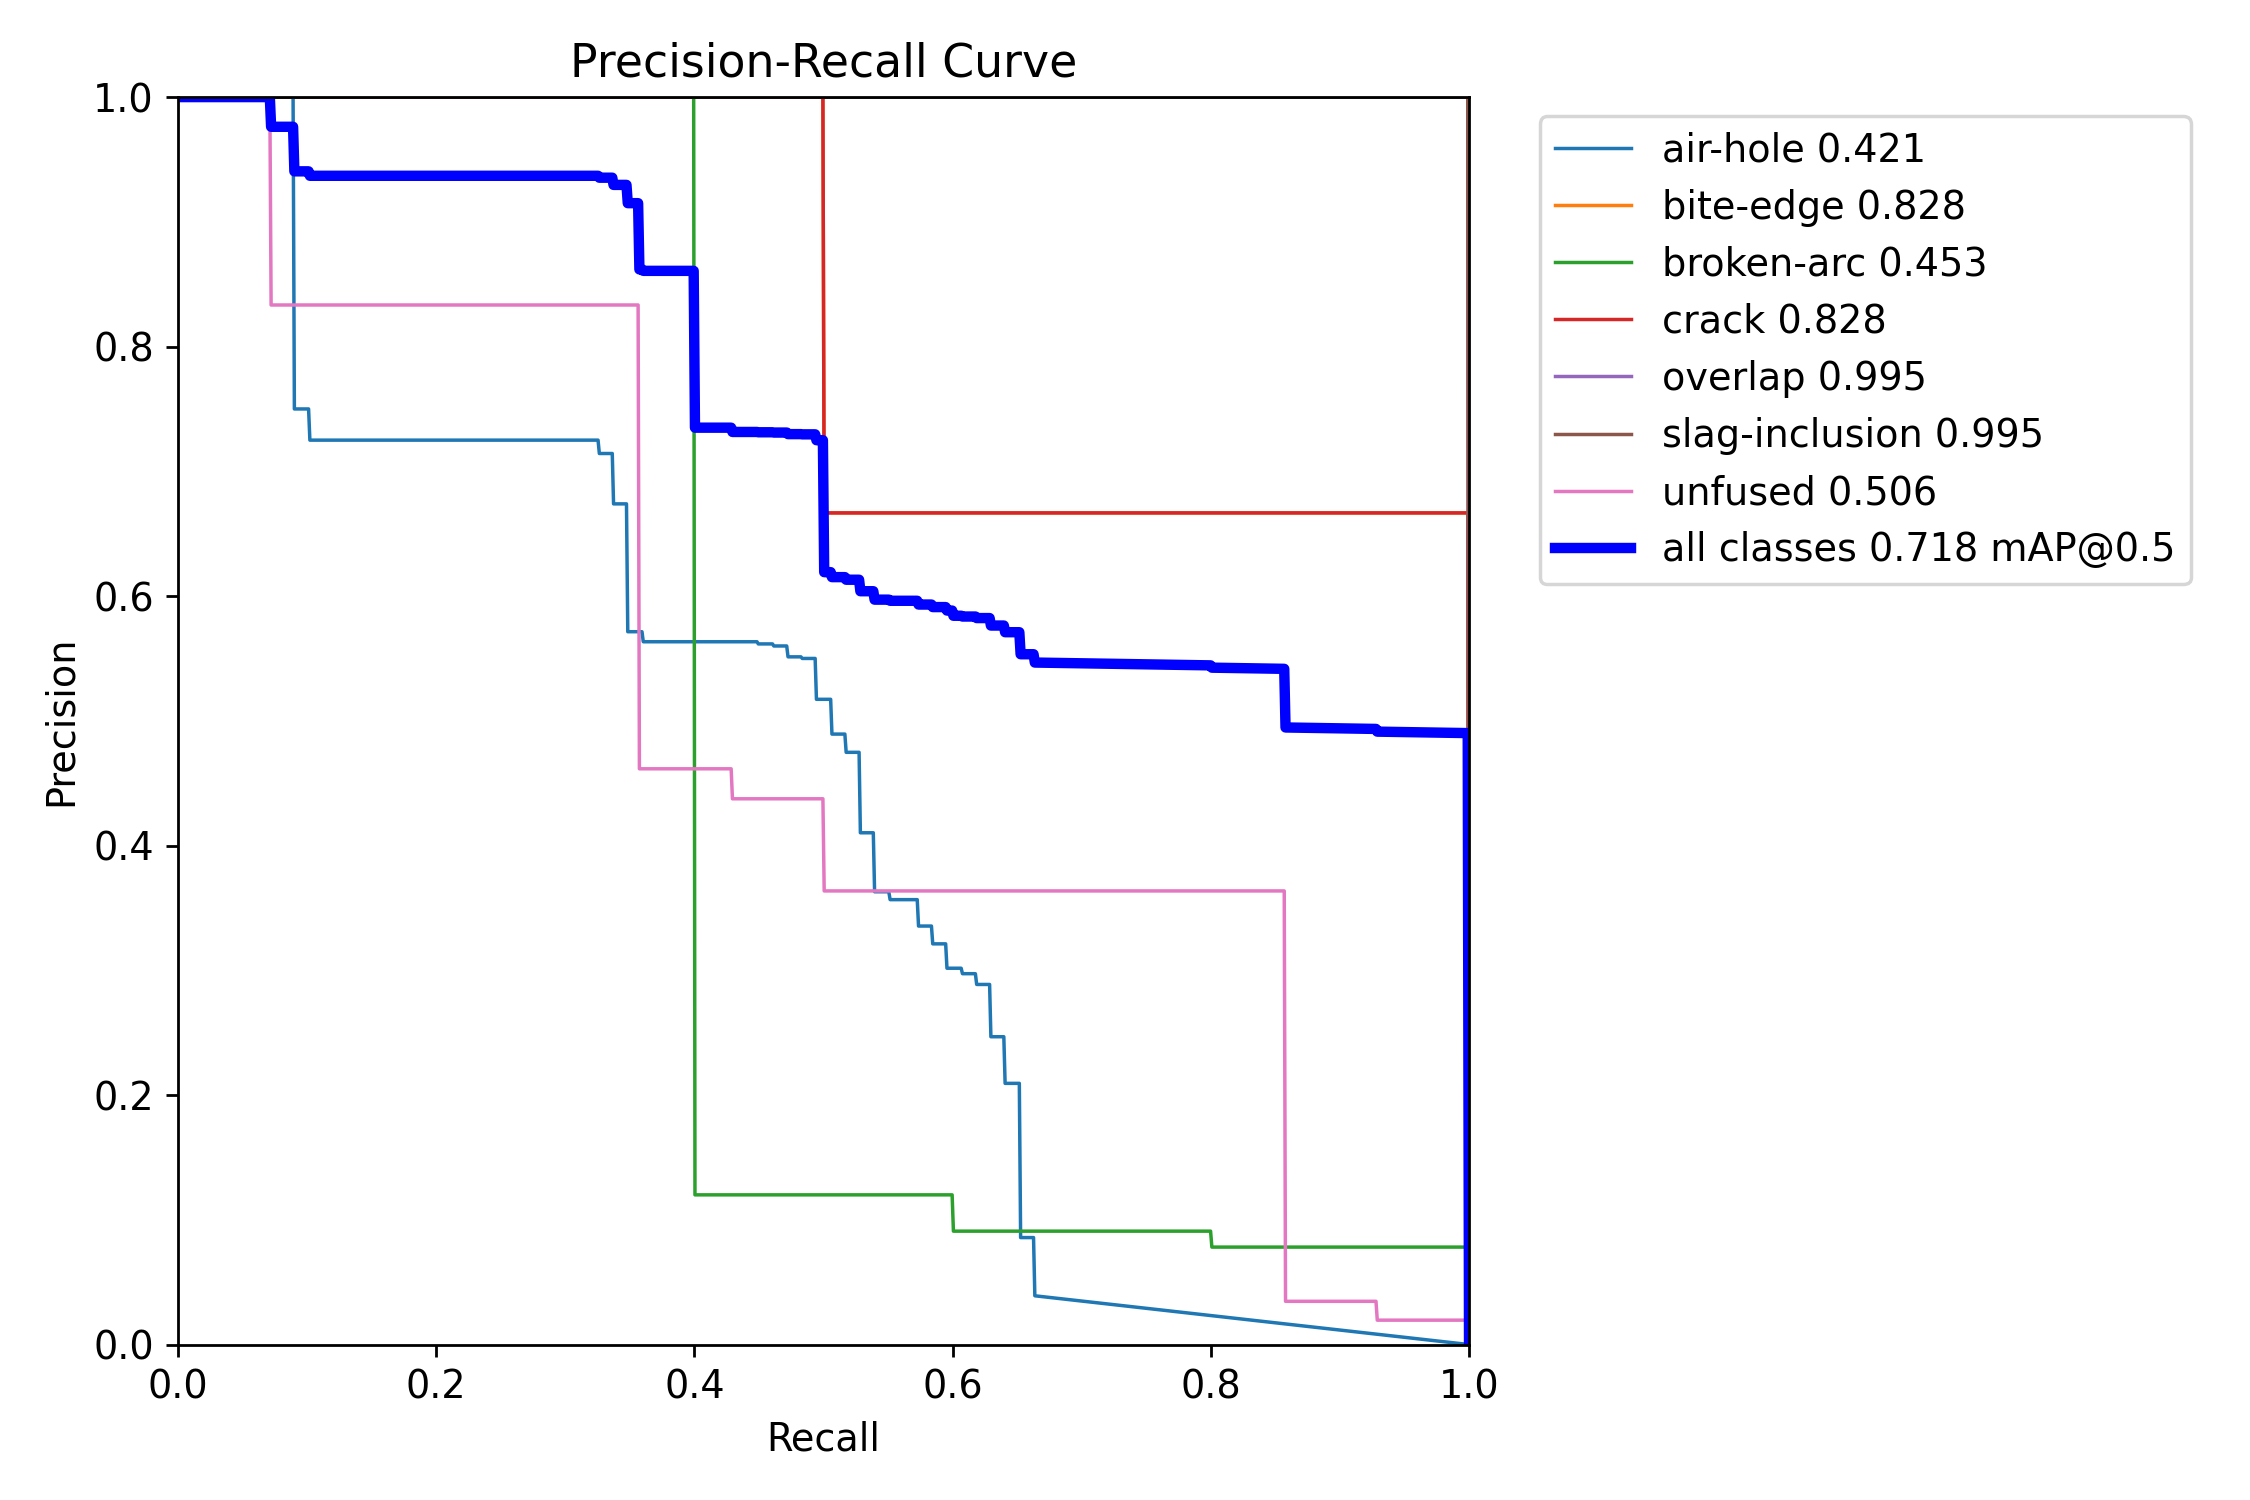 Precision-Recall Curve
1.0
0.8
0.6
0.4
0.2
0.0
Precision
0.0 0.2 0.4 0.6 0.8 1.0
Recall
air-hole 0.421
bite-edge 0.828
broken-arc 0.453
crack 0.828
overlap 0.995
slag-inclusion 0.995
unfused 0.506
all classes 0.718 mAP@0.5